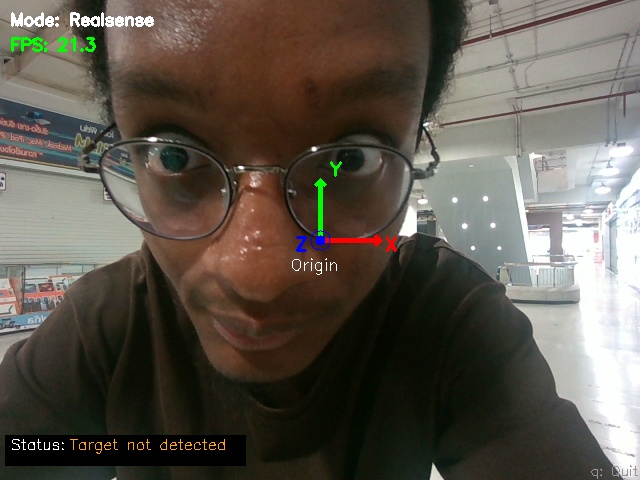 Mode: Realsense
FPS: 21.3
Y
Z
X
Origin
Status: Target not detected
q: Quit